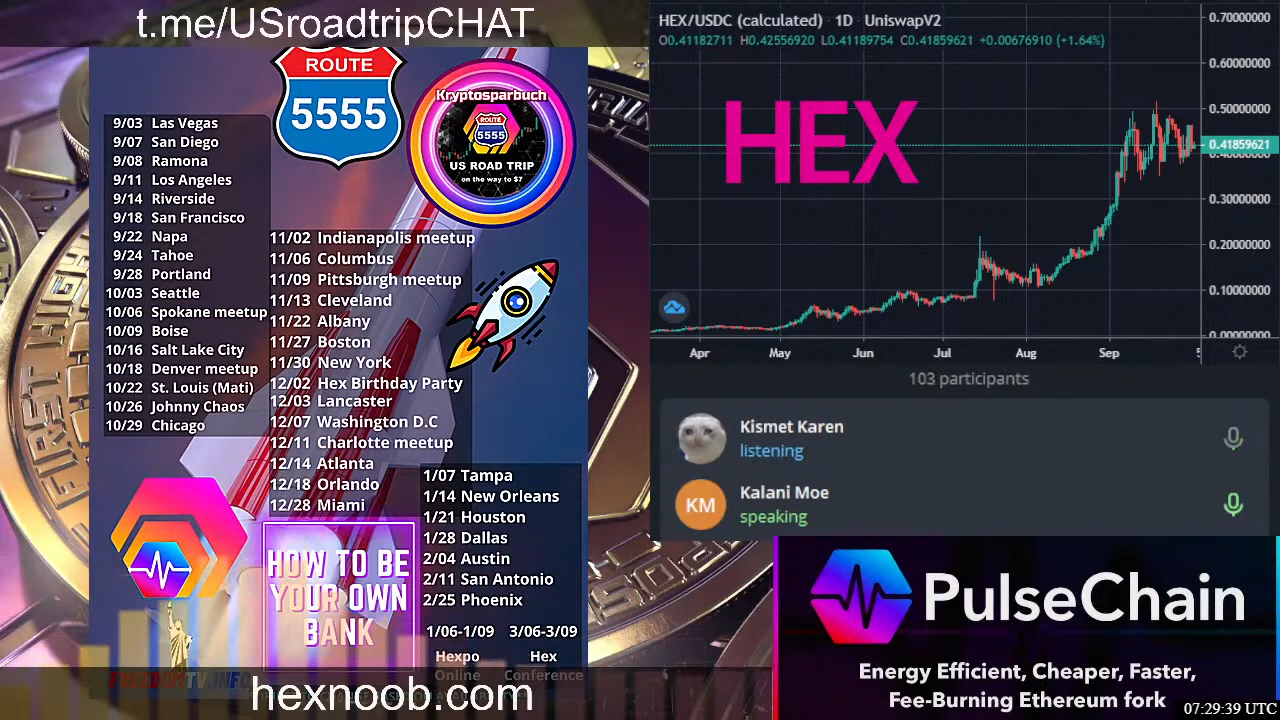 t.me/USroadtripCHAT
ROUTE
5555
Kryptosparbuch
ROUTE
5555
US ROAD TRIP
on the way to $7
9/03 Las Vegas
9/07 San Diego
9/08 Ramona
9/11 Los Angeles
9/14 Riverside
9/18 San Francisco
9/22 Napa
9/24 Tahoe
9/28 Portland
10/03 Seattle
10/06 Spokane meetup
10/09 Boise
10/16 Salt Lake City
10/18 Denver meetup
10/22 St. Louis (Mati)
10/26 Johnny Chaos
10/29 Chicago
11/02 Indianapolis meetup
11/06 Columbus
11/09 Pittsburgh meetup
11/13 Cleveland
11/22 Albany
11/27 Boston
11/30 New York
12/02 Hex Birthday Party
12/03 Lancaster
12/07 Washington D.C
12/11 Charlotte meetup
12/14 Atlanta
12/18 Orlando
12/28 Miami
1/07 Tampa
1/14 New Orleans
1/21 Houston
1/28 Dallas
2/04 Austin
2/11 San Antonio
2/25 Phoenix
1/06-1/09 3/06-3/09
Hexpo Hex
Online Conference
HOW TO BE
YOUR OWN
BANK
FREEDOMTV.INFO
hexnoob.com
FIRST HIGH
HEX/USDC (calculated) · 1D · UniswapV2
O0.41182711 H0.42556920 L0.41189754 C0.41859621 +0.00676910 (+1.64%)
HEX
0.70000000
0.60000000
0.50000000
0.41859621
0.40000000
0.30000000
0.20000000
0.10000000
0.00000000
Apr May Jun Jul Aug Sep 5
103 participants
Kismet Karen
listening
KM
Kalani Moe
speaking
PulseChain
Energy Efficient, Cheaper, Faster,
Fee-Burning Ethereum fork
07:29:39 UTC